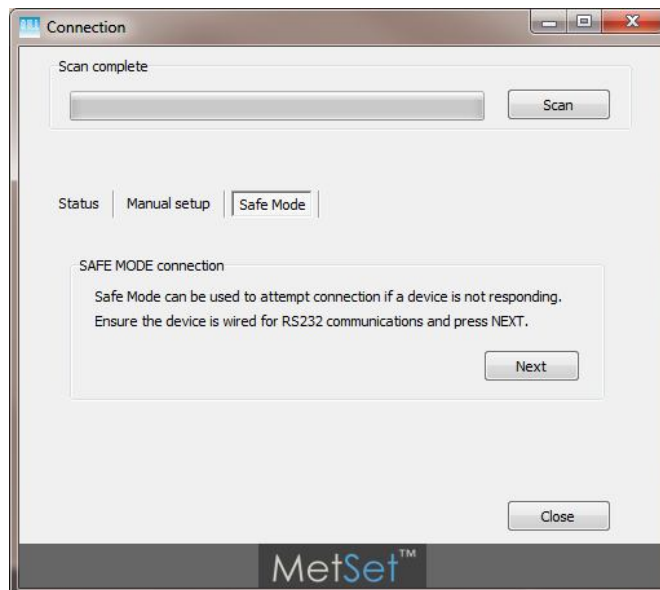 Connection
Scan complete
Scan
Status
Manual setup
Safe Mode
SAFE MODE connection
Safe Mode can be used to attempt connection if a device is not responding.
Ensure the device is wired for RS232 communications and press NEXT.
Next
Close
MetSet™